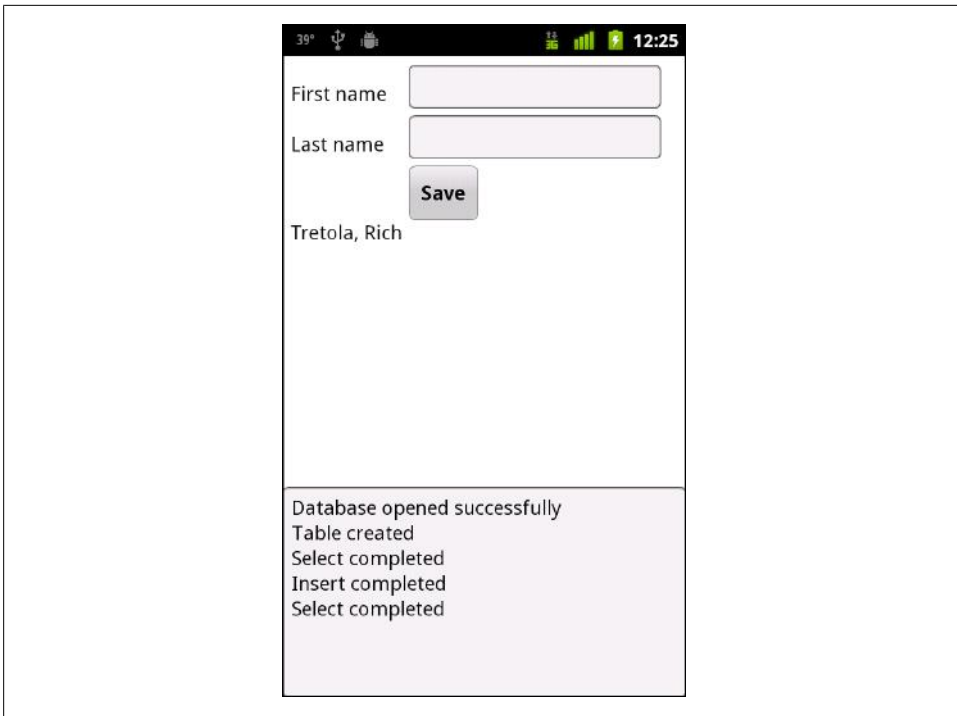 39°
3G
12:25
First name
Last name
Save
Tretola, Rich
Database opened successfully
Table created
Select completed
Insert completed
Select completed